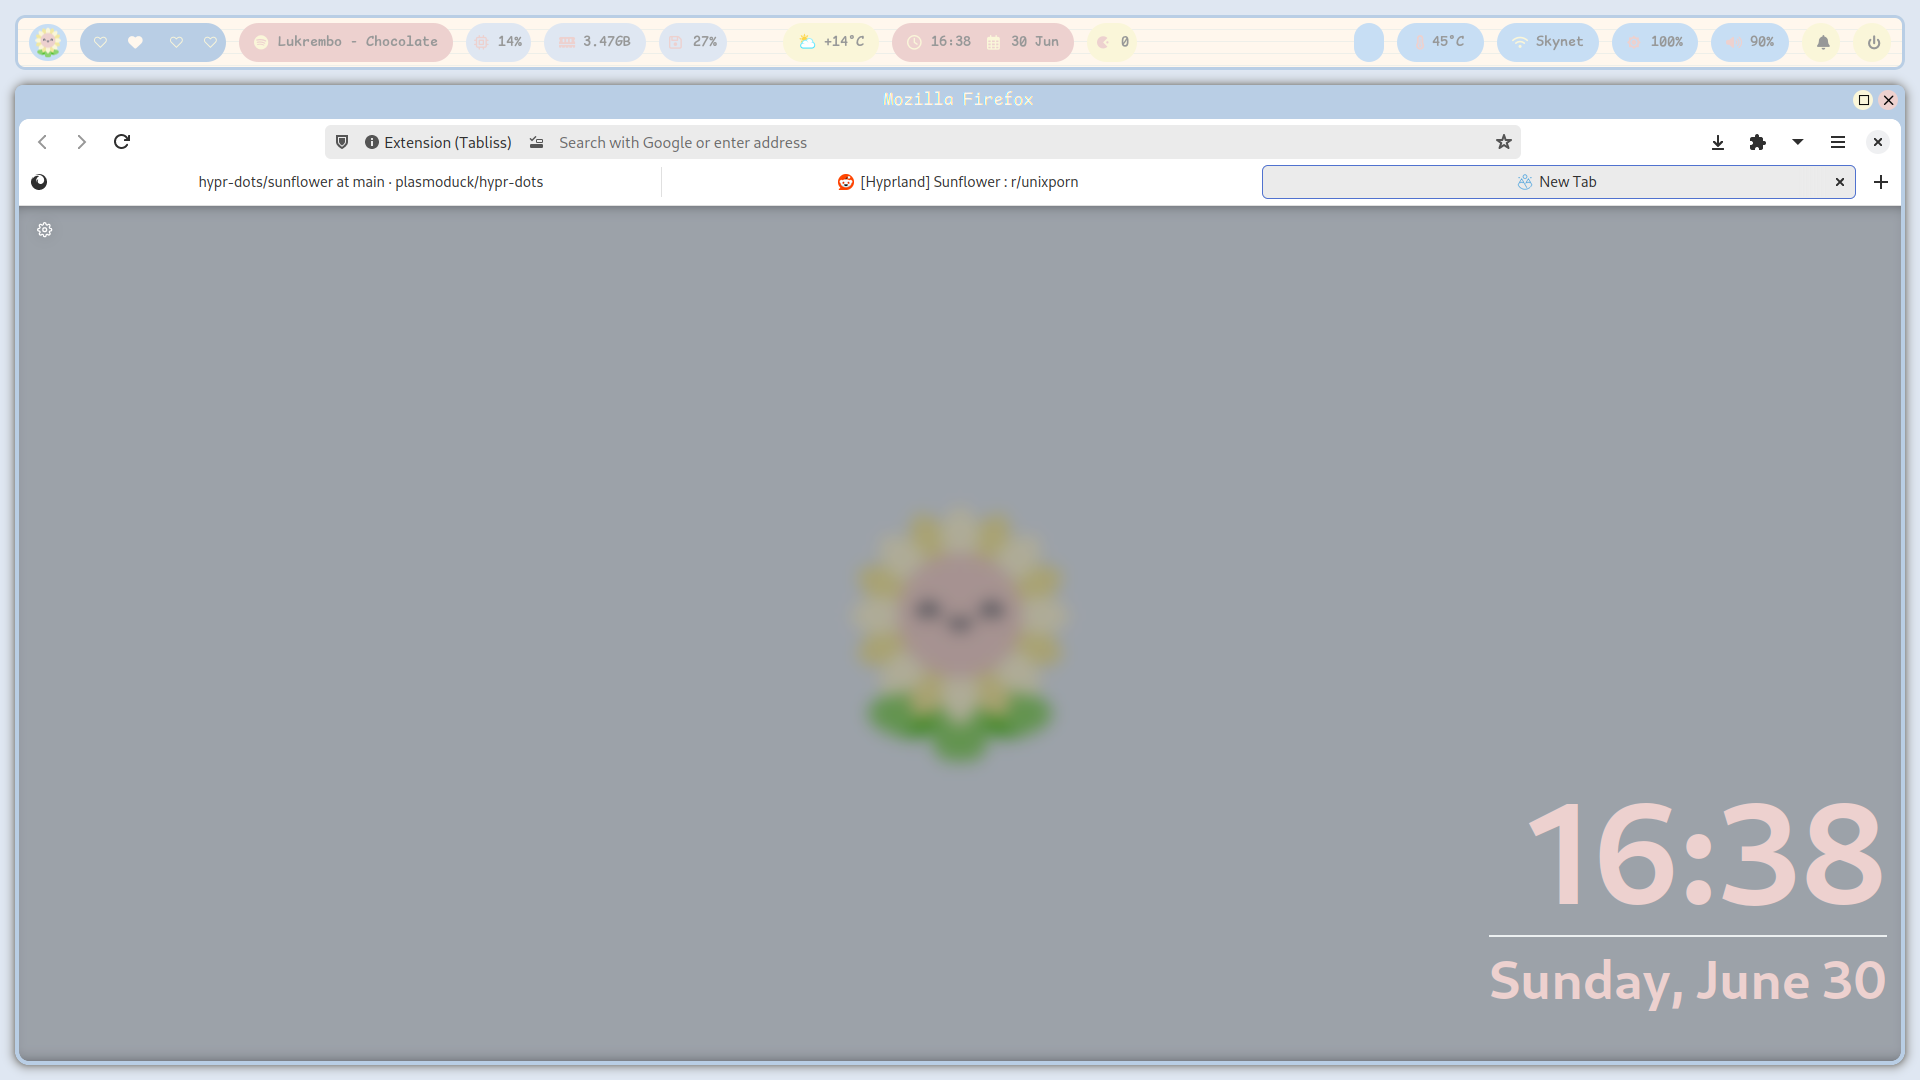 Lukrembo - Chocolate 14% 3.47GB 27% +14°C 16:38 30 Jun 0 45°C Skynet 100% 90%
Mozilla Firefox
Extension (Tabliss) Search with Google or enter address
hypr-dots/sunflower at main · plasmoduck/hypr-dots [Hyprland] Sunflower : r/unixporn New Tab
16:38
Sunday, June 30